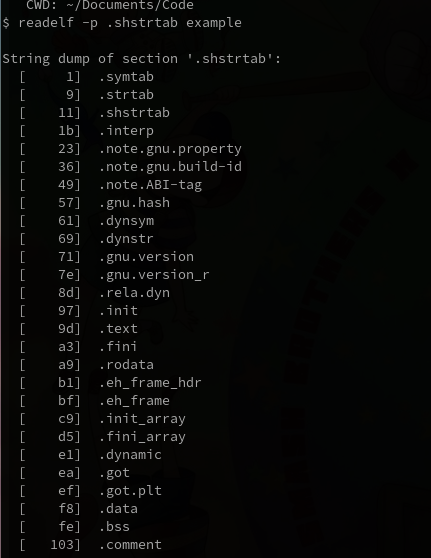 CWD: ~/Documents/Code
$ readelf -p .shstrtab example
String dump of section '.shstrtab':
[     1]  .symtab
[     9]  .strtab
[    11]  .shstrtab
[    1b]  .interp
[    23]  .note.gnu.property
[    36]  .note.gnu.build-id
[    49]  .note.ABI-tag
[    57]  .gnu.hash
[    61]  .dynsym
[    69]  .dynstr
[    71]  .gnu.version
[    7e]  .gnu.version_r
[    8d]  .rela.dyn
[    97]  .init
[    9d]  .text
[    a3]  .fini
[    a9]  .rodata
[    b1]  .eh_frame_hdr
[    bf]  .eh_frame
[    c9]  .init_array
[    d5]  .fini_array
[    e1]  .dynamic
[    ea]  .got
[    ef]  .got.plt
[    f8]  .data
[    fe]  .bss
[   103]  .comment